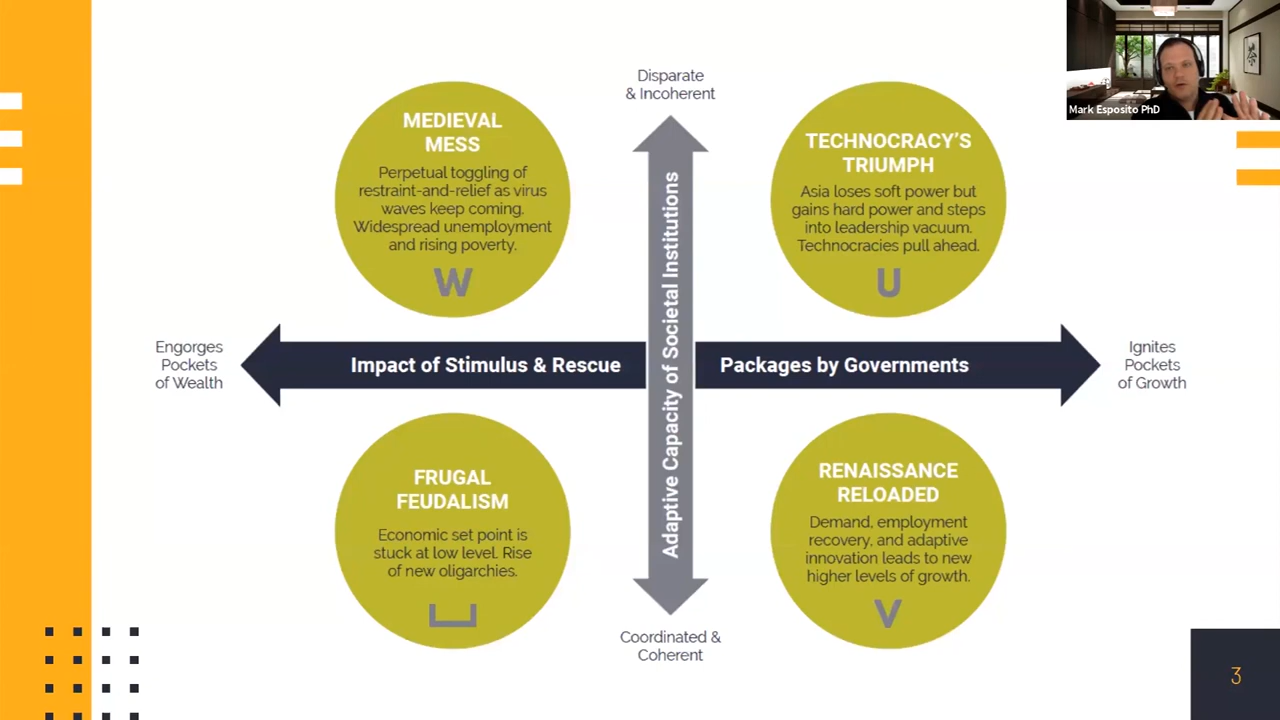 Mark Esposito PhD
Disparate
& Incoherent
MEDIEVAL
MESS
Perpetual toggling of
restraint-and-relief as virus
waves keep coming.
Widespread unemployment
and rising poverty.
W
TECHNOCRACY'S
TRIUMPH
Asia loses soft power but
gains hard power and steps
into leadership vacuum.
Technocracies pull ahead.
U
Adaptive Capacity of Societal Institutions
Engorges
Pockets
of Wealth
Impact of Stimulus & Rescue
Packages by Governments
Ignites
Pockets
of Growth
FRUGAL
FEUDALISM
Economic set point is
stuck at low level. Rise
of new oligarchies.
RENAISSANCE
RELOADED
Demand, employment
recovery, and adaptive
innovation leads to new
higher levels of growth.
V
Coordinated &
Coherent
3